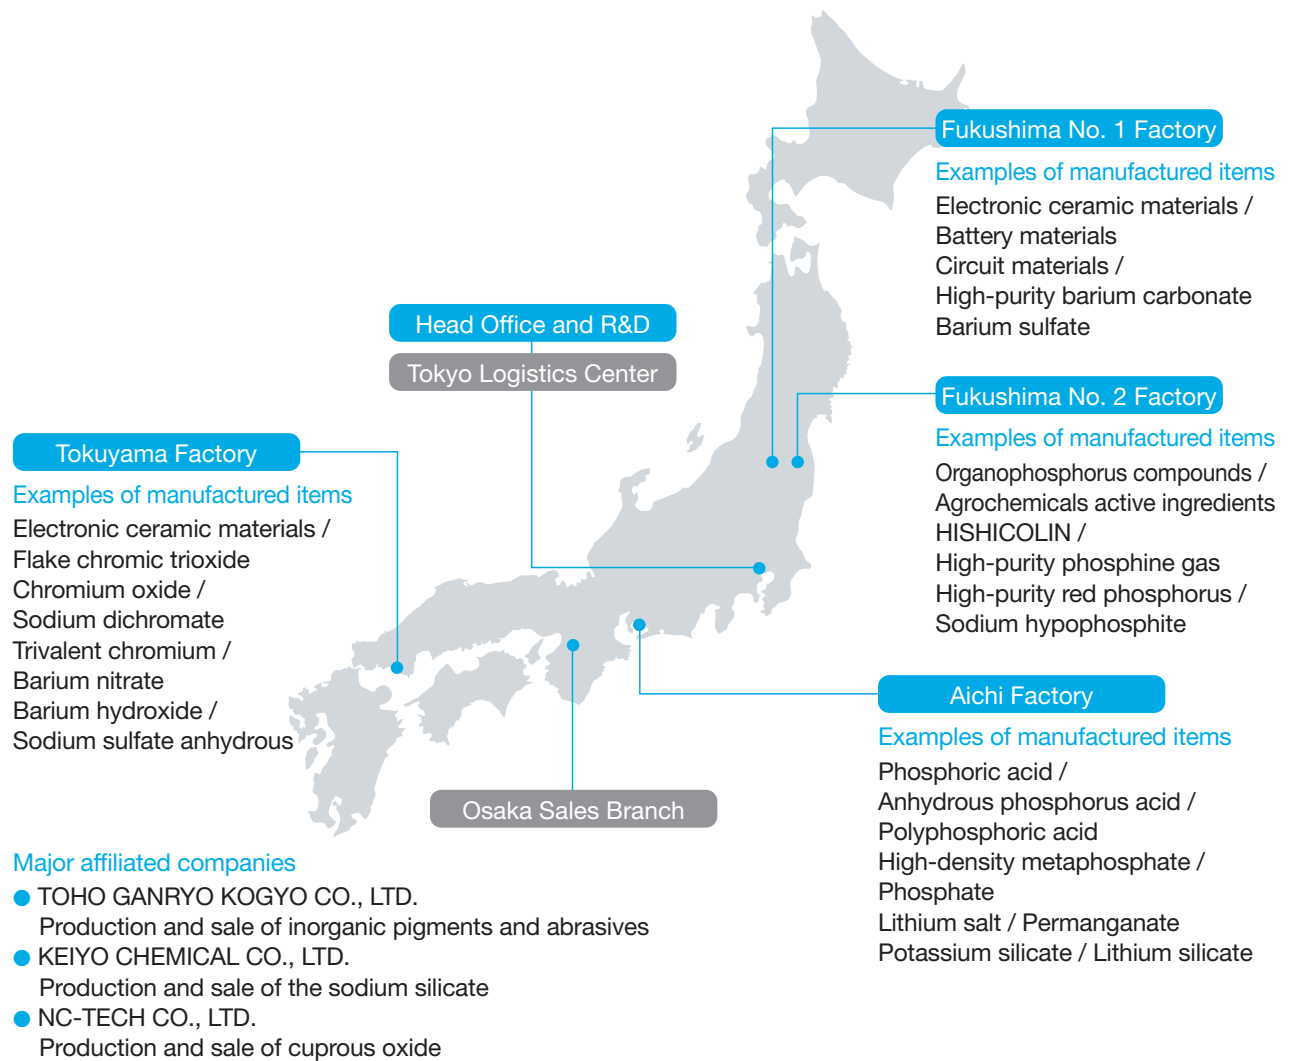 Fukushima No. 1 Factory
Examples of manufactured items
Electronic ceramic materials /
Battery materials
Circuit materials /
High-purity barium carbonate
Barium sulfate
Head Office and R&D
Tokyo Logistics Center
Fukushima No. 2 Factory
Examples of manufactured items
Organophosphorus compounds /
Agrochemicals active ingredients
HISHICOLIN /
High-purity phosphine gas
High-purity red phosphorus /
Sodium hypophosphite
Tokuyama Factory
Examples of manufactured items
Electronic ceramic materials /
Flake chromic trioxide
Chromium oxide /
Sodium dichromate
Trivalent chromium /
Barium nitrate
Barium hydroxide /
Sodium sulfate anhydrous
Aichi Factory
Examples of manufactured items
Phosphoric acid /
Anhydrous phosphorus acid /
Polyphosphoric acid
High-density metaphosphate /
Phosphate
Lithium salt / Permanganate
Potassium silicate / Lithium silicate
Osaka Sales Branch
Major affiliated companies
● TOHO GANRYO KOGYO CO., LTD.
Production and sale of inorganic pigments and abrasives
● KEIYO CHEMICAL CO., LTD.
Production and sale of the sodium silicate
● NC-TECH CO., LTD.
Production and sale of cuprous oxide